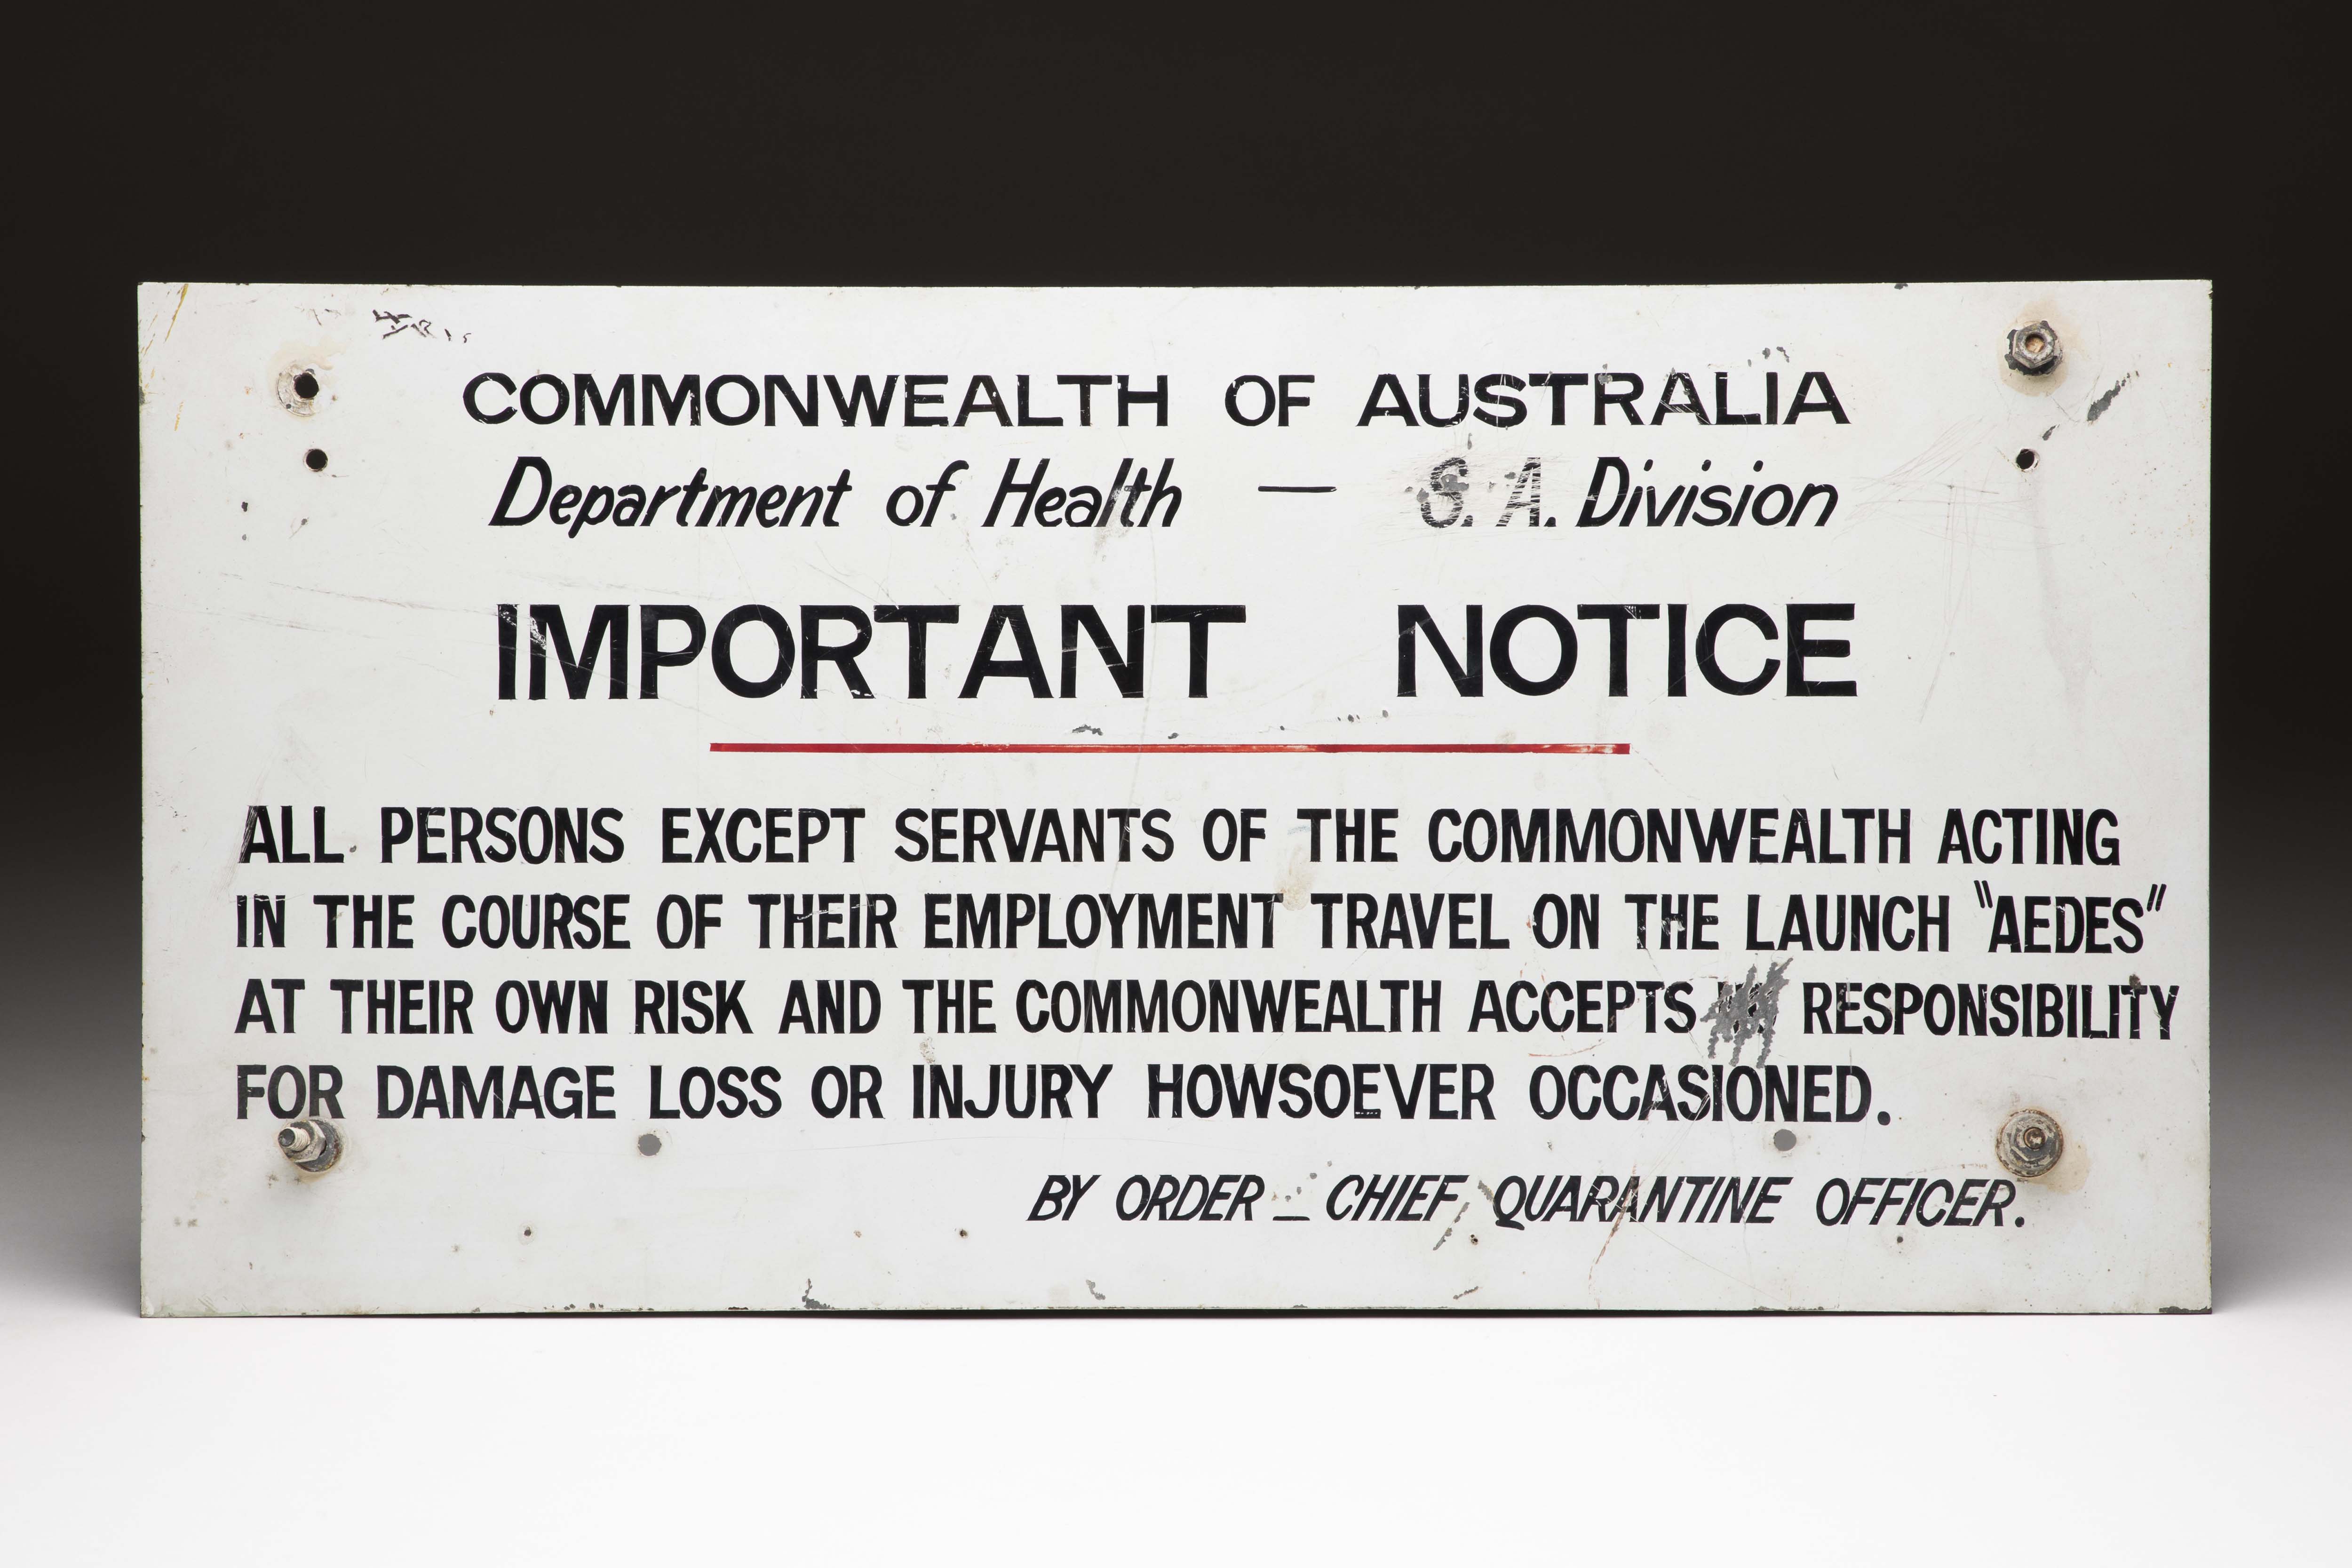 COMMONWEALTH OF AUSTRALIA
Department of Health — S. A. Division
IMPORTANT NOTICE
ALL PERSONS EXCEPT SERVANTS OF THE COMMONWEALTH ACTING
IN THE COURSE OF THEIR EMPLOYMENT TRAVEL ON THE LAUNCH "AEDES"
AT THEIR OWN RISK AND THE COMMONWEALTH ACCEPTS RESPONSIBILITY
FOR DAMAGE LOSS OR INJURY HOWSOEVER OCCASIONED.
BY ORDER – CHIEF QUARANTINE OFFICER.